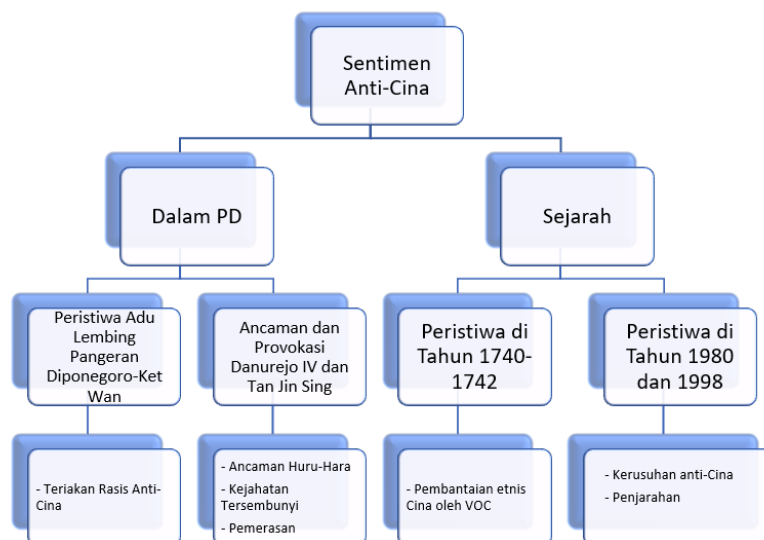 Sentimen
Anti-Cina
Dalam PD
Sejarah
Peristiwa Adu
Lembing
Pangeran
Diponegoro-Ket
Wan
Ancaman dan
Provokasi
Danurejo IV dan
Tan Jin Sing
Peristiwa di
Tahun 1740-
1742
Peristiwa di
Tahun 1980
dan 1998
- Teriakan Rasis Anti-
Cina
- Ancaman Huru-Hara
- Kejahatan
Tersembunyi
- Pemerasan
- Pembantaian etnis
Cina oleh VOC
- Kerusuhan anti-Cina
- Penjarahan